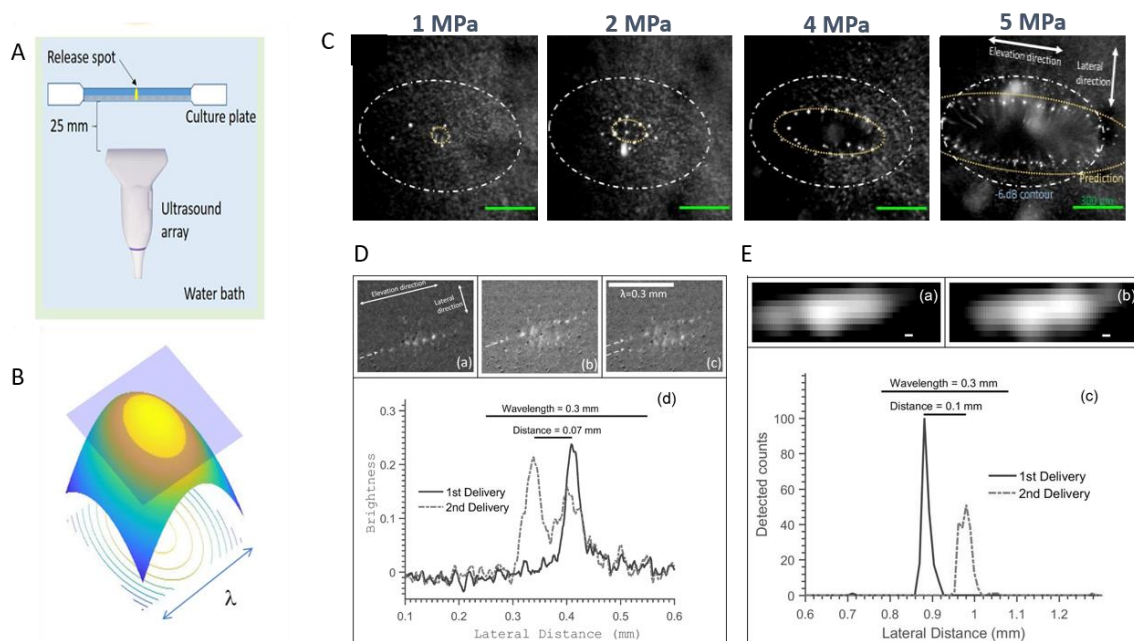 A
Release spot
25 mm
Culture plate
Ultrasound
array
Water bath
B
λ
C
1 MPa
2 MPa
4 MPa
5 MPa
Elevation direction
Lateral
direction
Prediction
-6 dB contour
300 μm
D
Elevation direction
Lateral
direction
(a)
(b)
λ=0.3 mm
(c)
(d)
Wavelength = 0.3 mm
Distance = 0.07 mm
1st Delivery
2nd Delivery
Brightness
0.3
0.2
0.1
0
0.1
0.2
0.3
0.4
0.5
0.6
Lateral Distance (mm)
E
(a)
(b)
(c)
Wavelength = 0.3 mm
Distance = 0.1 mm
1st Delivery
2nd Delivery
Detected counts
100
80
60
40
20
0
0.6
0.7
0.8
0.9
1
1.1
1.2
Lateral Distance (mm)